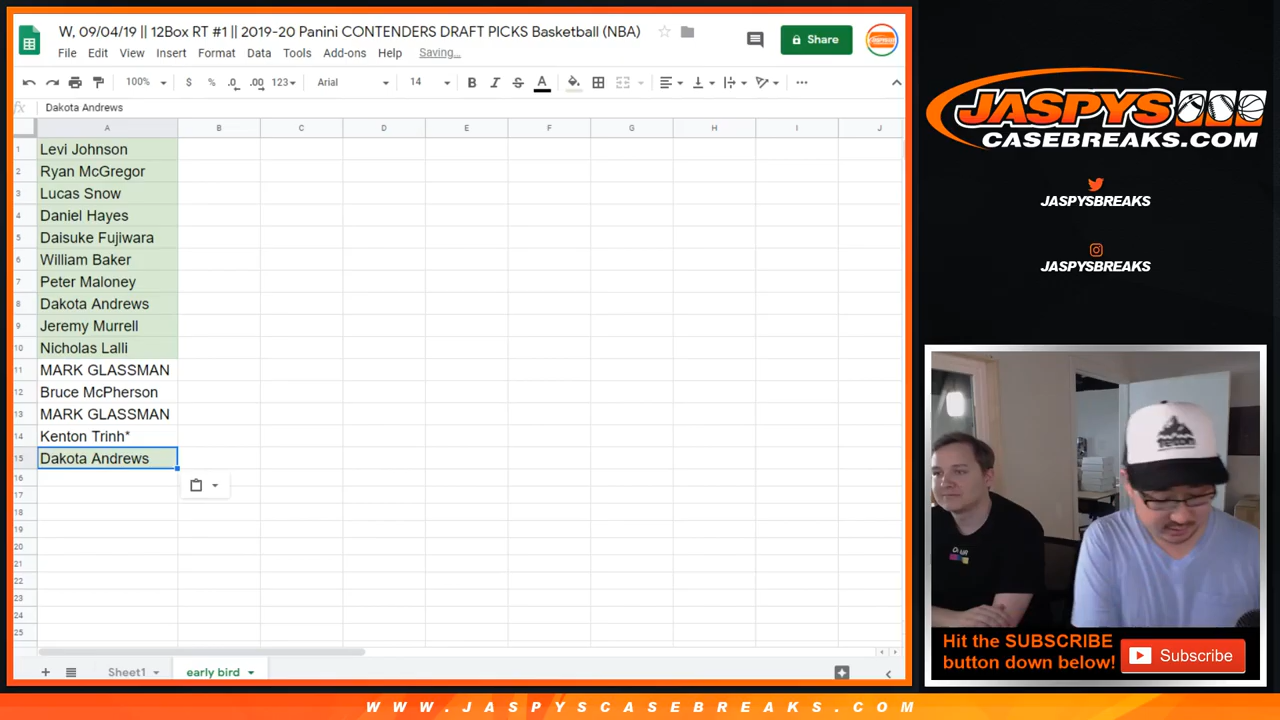 W, 09/04/19 || 12Box RT #1 || 2019-20 Panini CONTENDERS DRAFT PICKS Basketball (NBA)
File Edit View Insert Format Data Tools Add-ons Help Saving…
Share
100% $ % .0 .00 123 Arial 14 B I S A
fx Dakota Andrews
A B C D E F G H I J
1 Levi Johnson
2 Ryan McGregor
3 Lucas Snow
4 Daniel Hayes
5 Daisuke Fujiwara
6 William Baker
7 Peter Maloney
8 Dakota Andrews
9 Jeremy Murrell
10 Nicholas Lalli
11 MARK GLASSMAN
12 Bruce McPherson
13 MARK GLASSMAN
14 Kenton Trinh*
15 Dakota Andrews
16
17
18
19
20
21
22
23
24
25
Sheet1 early bird
JASPYS
CASEBREAKS.COM
JASPYSBREAKS
JASPYSBREAKS
teton
Hit the SUBSCRIBE
button down below!
Subscribe
WWW.JASPYSCASEBREAKS.COM